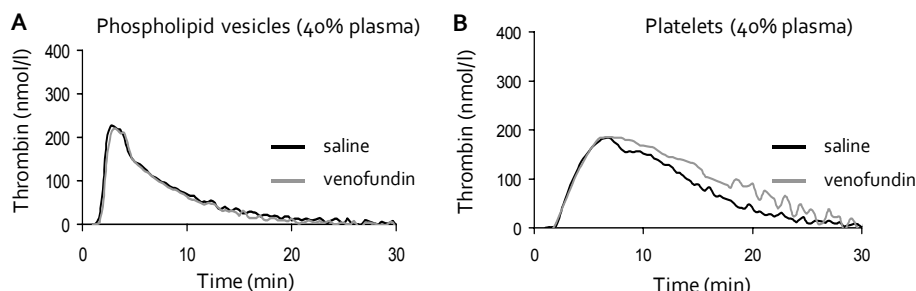 A Phospholipid vesicles (40% plasma)
400
300
200
100
0
Thrombin (nmol/l)
saline
venofundin
0 10 20 30
Time (min)
B Platelets (40% plasma)
400
300
200
100
0
Thrombin (nmol/l)
saline
venofundin
0 10 20 30
Time (min)